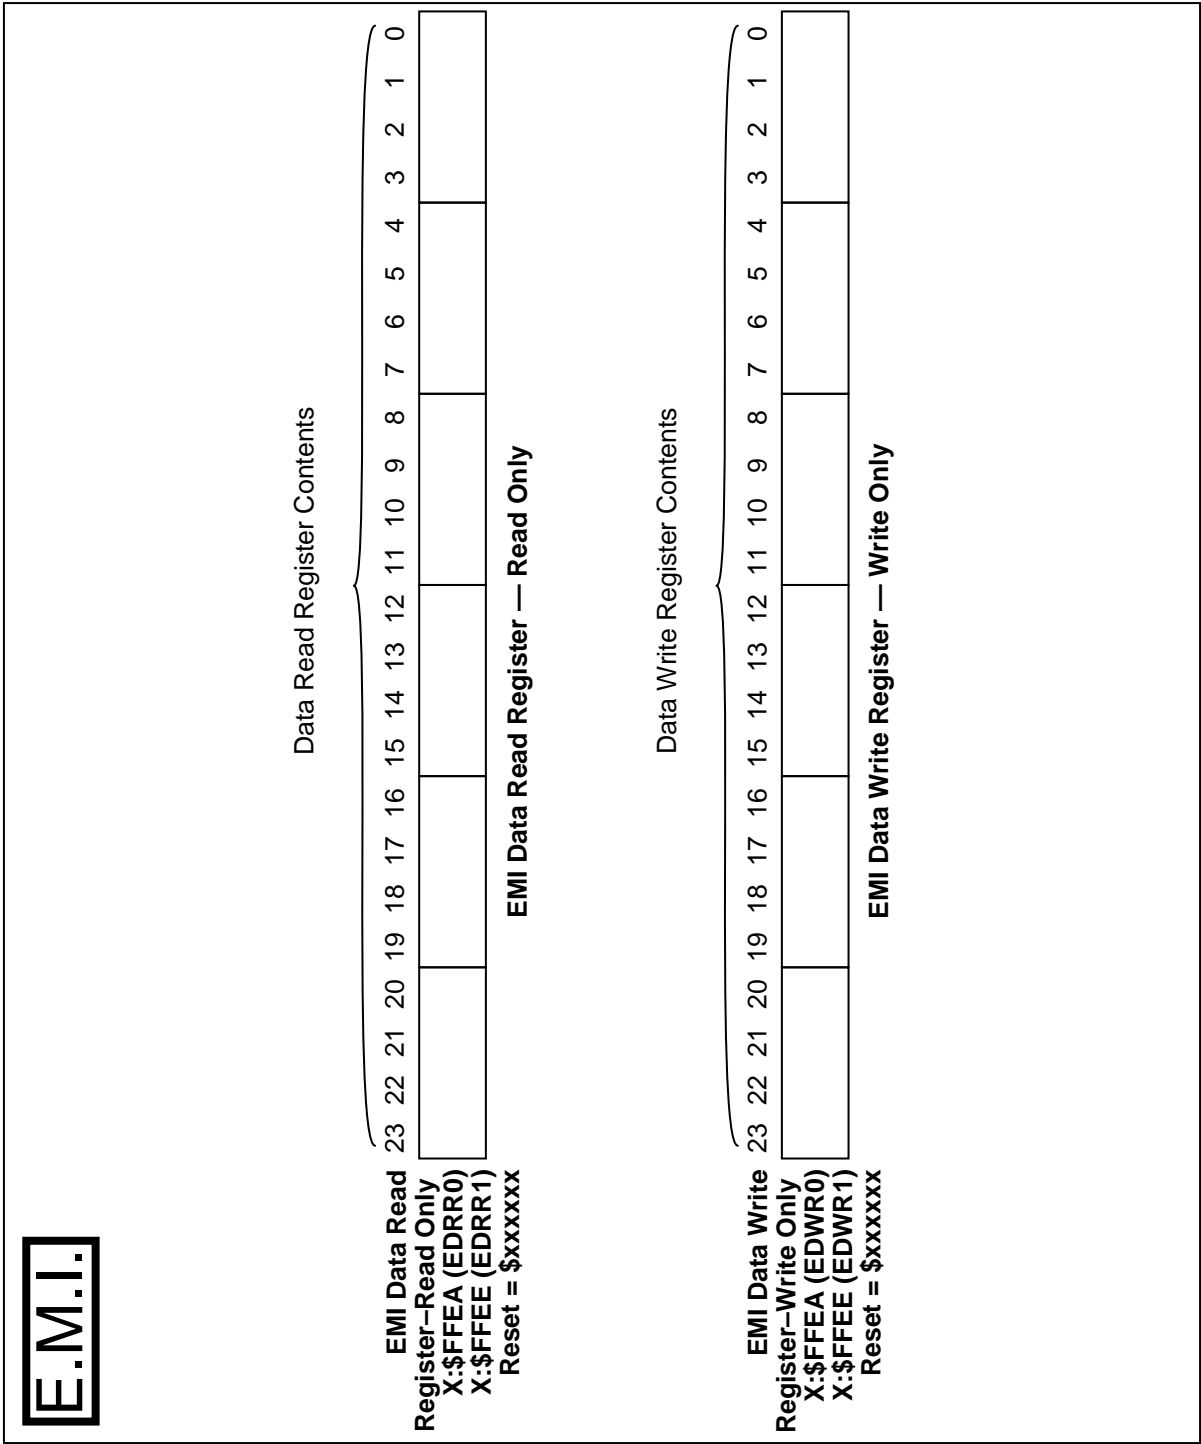 E.M.I.
Data Read Register Contents
23 22 21 20 19 18 17 16 15 14 13 12 11 10 9 8 7 6 5 4 3 2 1 0
EMI Data Read
Register–Read Only
X:$FFEA (EDRR0)
X:$FFEE (EDRR1)
Reset = $xxxxxx
EMI Data Read Register — Read Only
Data Write Register Contents
23 22 21 20 19 18 17 16 15 14 13 12 11 10 9 8 7 6 5 4 3 2 1 0
EMI Data Write
Register–Write Only
X:$FFEA (EDWR0)
X:$FFEE (EDWR1)
Reset = $xxxxxx
EMI Data Write Register — Write Only